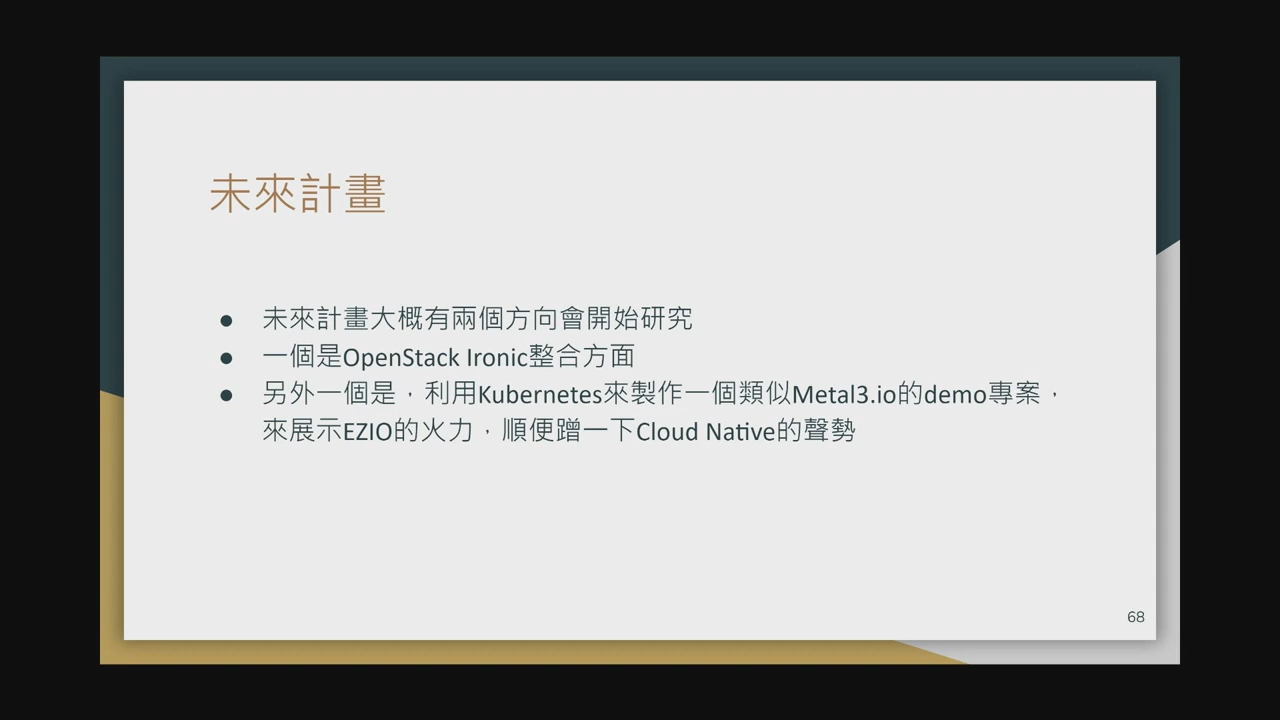 未來計畫
● 未來計畫大概有兩個方向會開始研究
● 一個是OpenStack Ironic整合方面
● 另外一個是，利用Kubernetes來製作一個類似Metal3.io的demo專案，
來展示EZIO的火力，順便蹭一下Cloud Native的聲勢
68